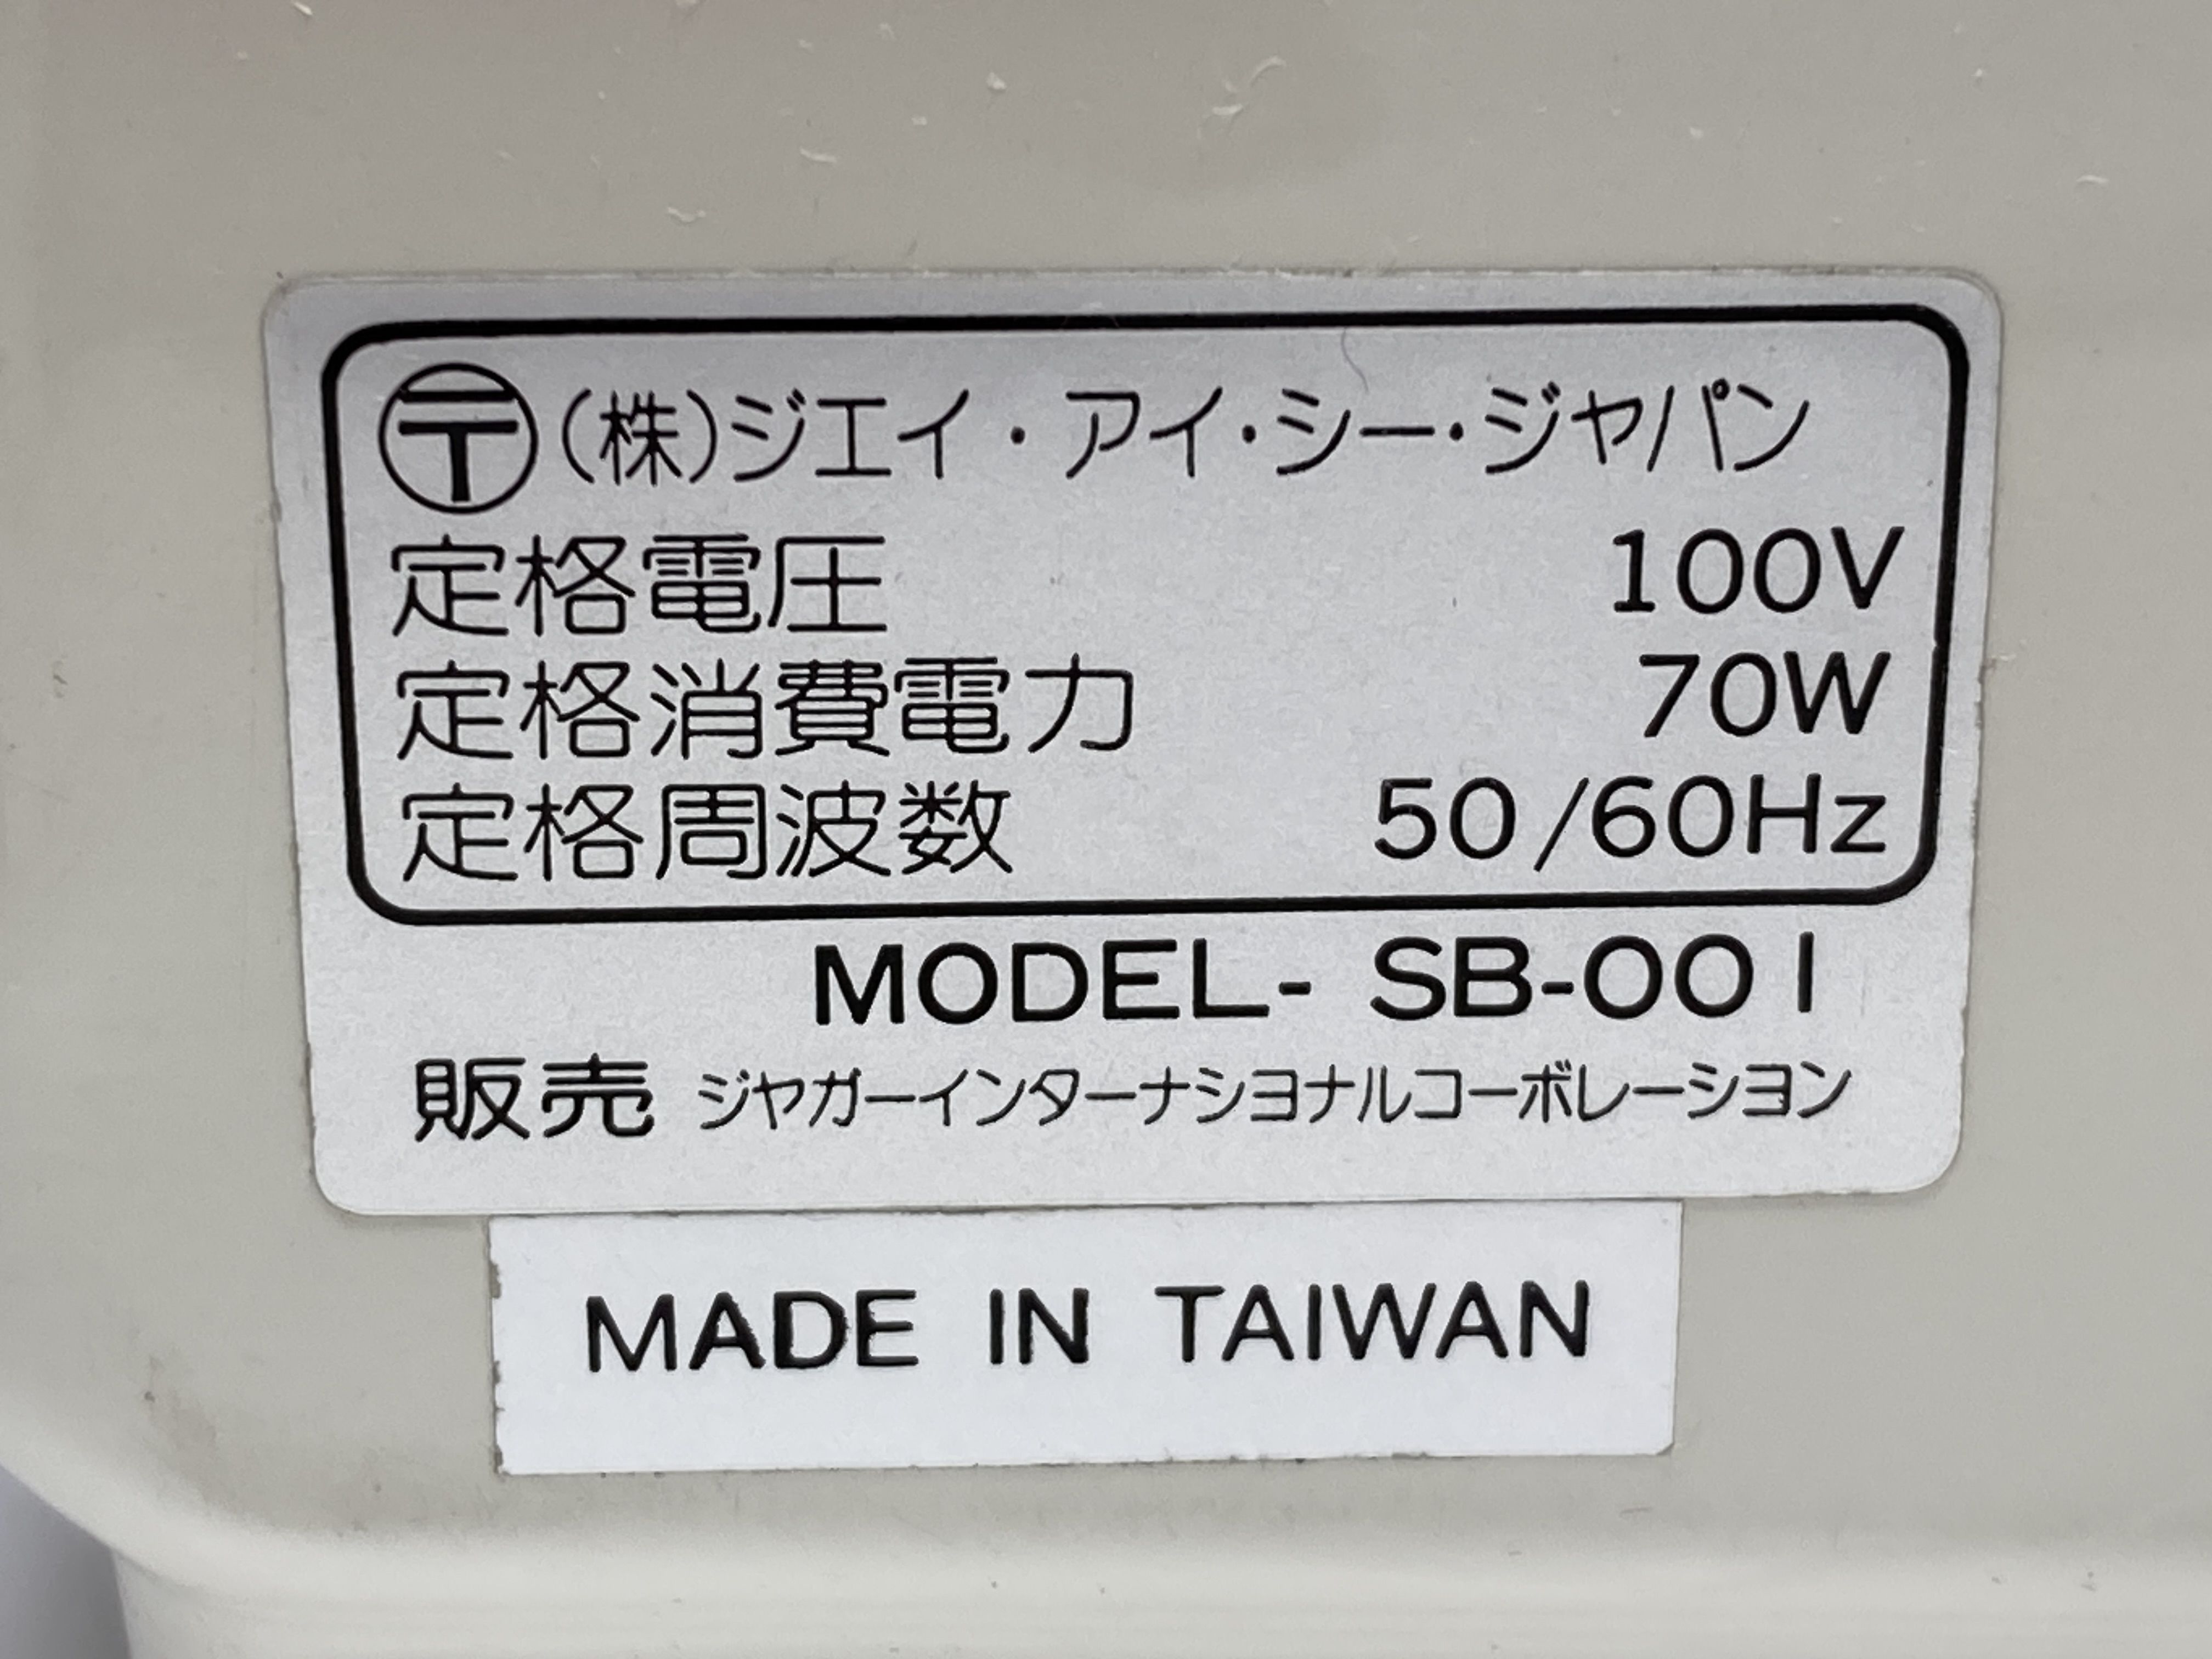 〶(株)ジエイ・アイ・シー・ジャパン
定格電圧 100V
定格消費電力 70W
定格周波数 50/60Hz
MODEL- SB-001
販売 ジヤガーインターナシヨナルコーポレーシヨン
MADE IN TAIWAN